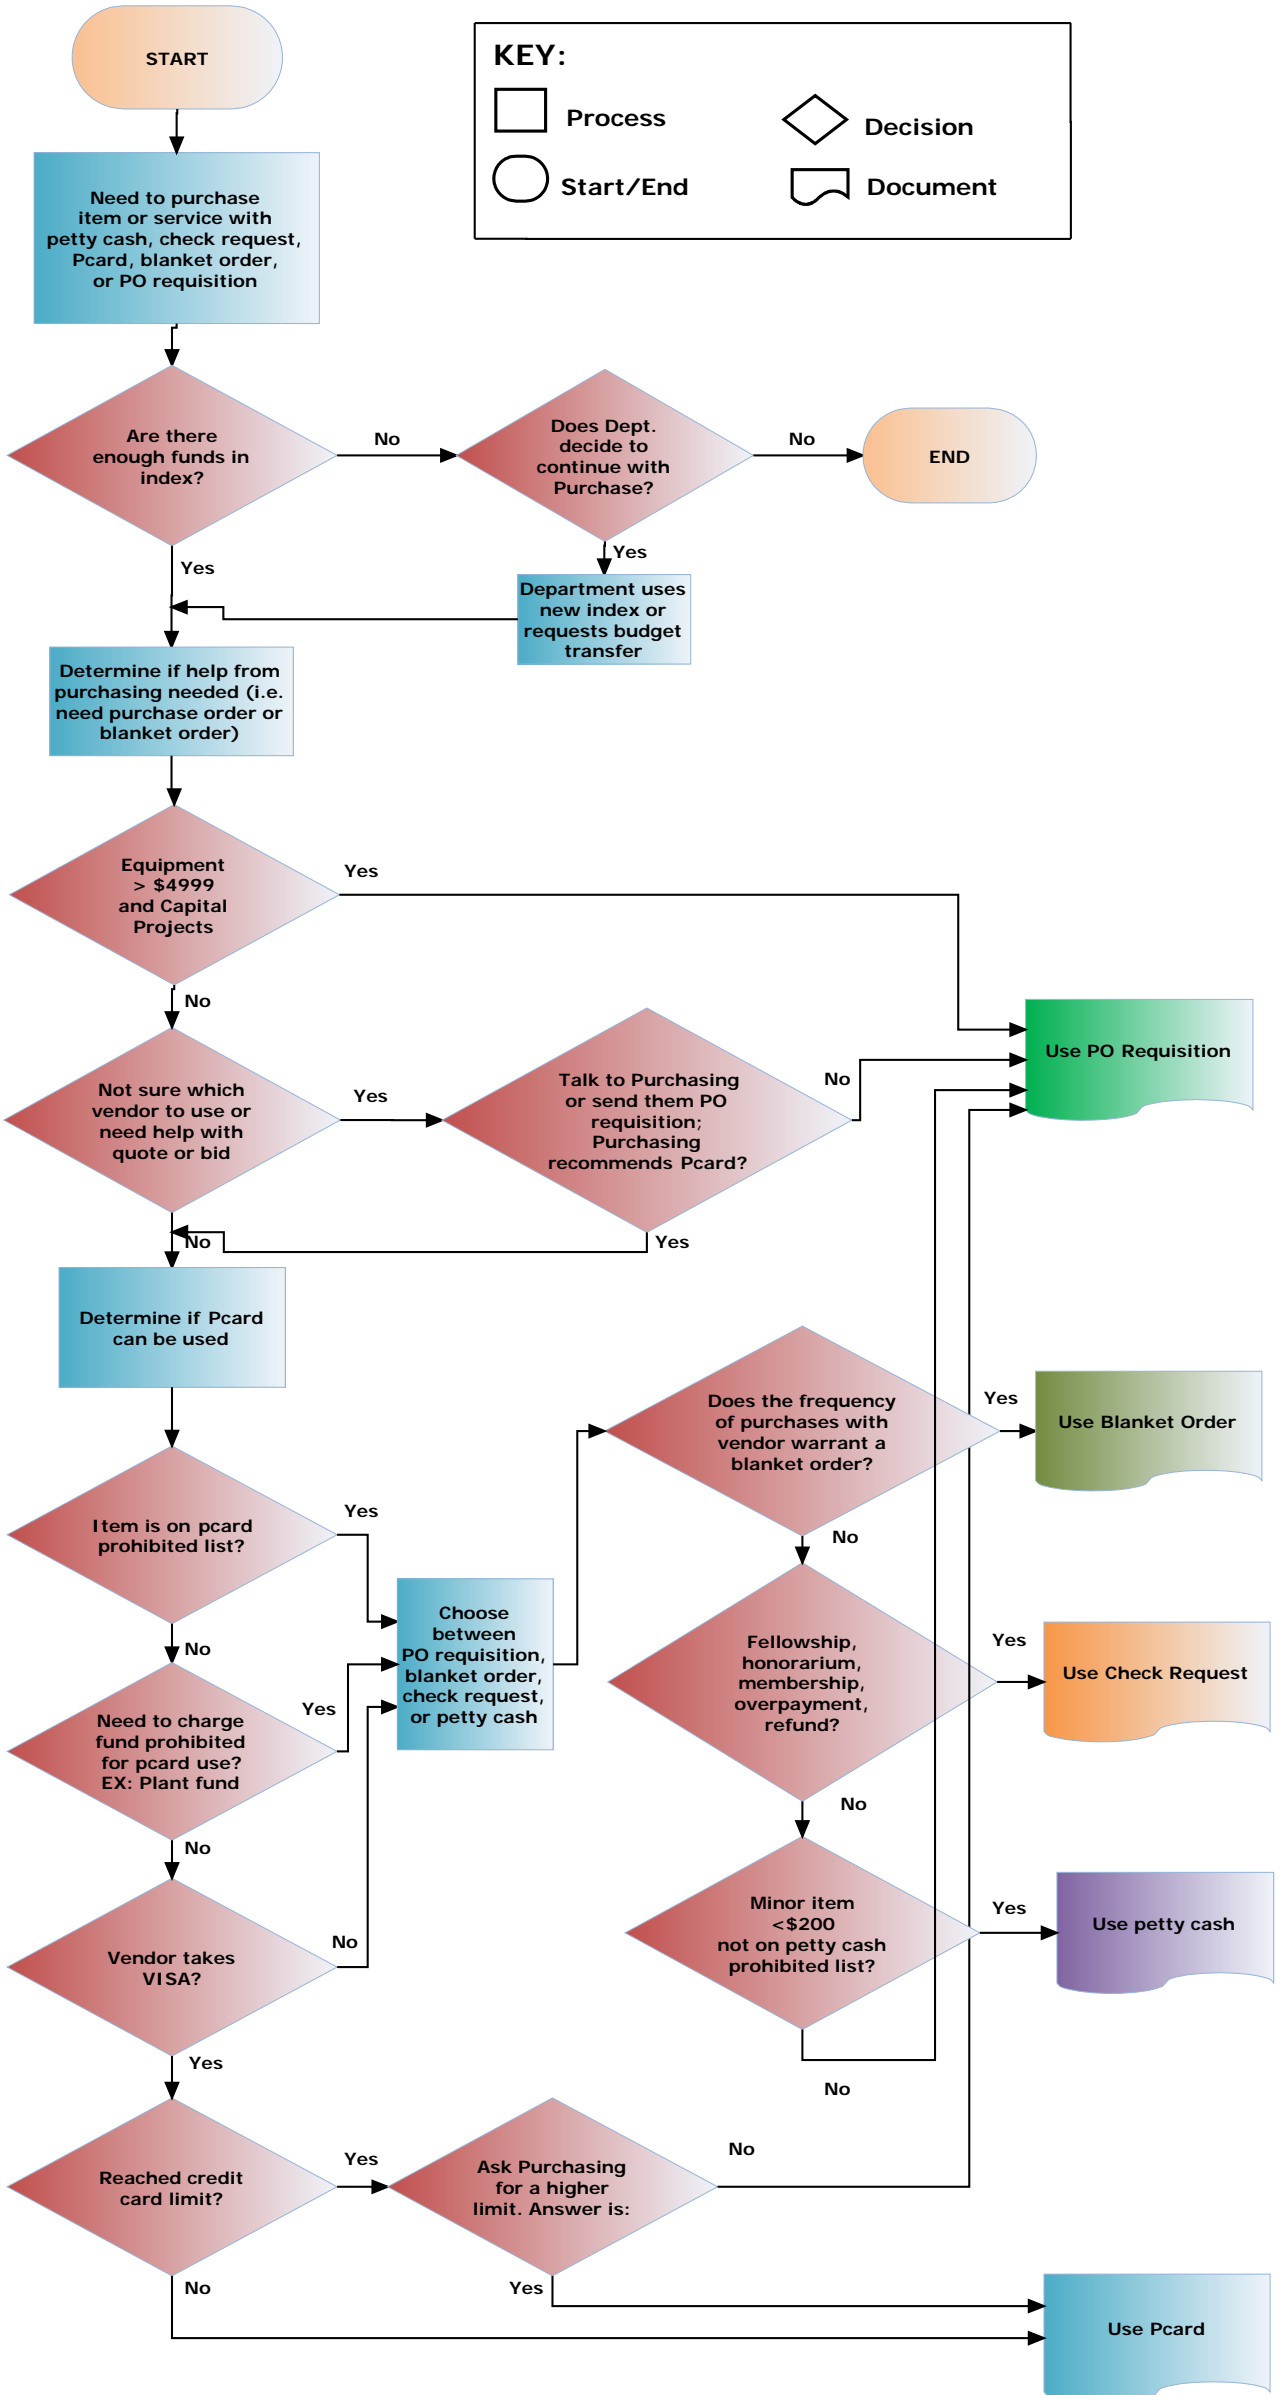 START
KEY:
Process
Decision
Start/End
Document
Need to purchase
item or service with
petty cash, check request,
Pcard, blanket order,
or PO requisition
Are there
enough funds in
index?
No
Does Dept.
decide to
continue with
Purchase?
No
END
Yes
Yes
Department uses
new index or
requests budget
transfer
Determine if help from
purchasing needed (i.e.
need purchase order or
blanket order)
Equipment
> $4999
and Capital
Projects
Yes
No
Use PO Requisition
Not sure which
vendor to use or
need help with
quote or bid
Yes
Talk to Purchasing
or send them PO
requisition;
Purchasing
recommends Pcard?
No
No
Yes
Determine if Pcard
can be used
Does the frequency
of purchases with
vendor warrant a
blanket order?
Yes
Use Blanket Order
Item is on pcard
prohibited list?
Yes
No
No
Choose
between
PO requisition,
blanket order,
check request,
or petty cash
Fellowship,
honorarium,
membership,
overpayment,
refund?
Yes
Use Check Request
Need to charge
fund prohibited
for pcard use?
EX: Plant fund
Yes
No
No
Minor item
<$200
not on petty cash
prohibited list?
Yes
Use petty cash
Vendor takes
VISA?
No
Yes
No
Reached credit
card limit?
Yes
Ask Purchasing
for a higher
limit. Answer is:
No
No
Yes
Use Pcard